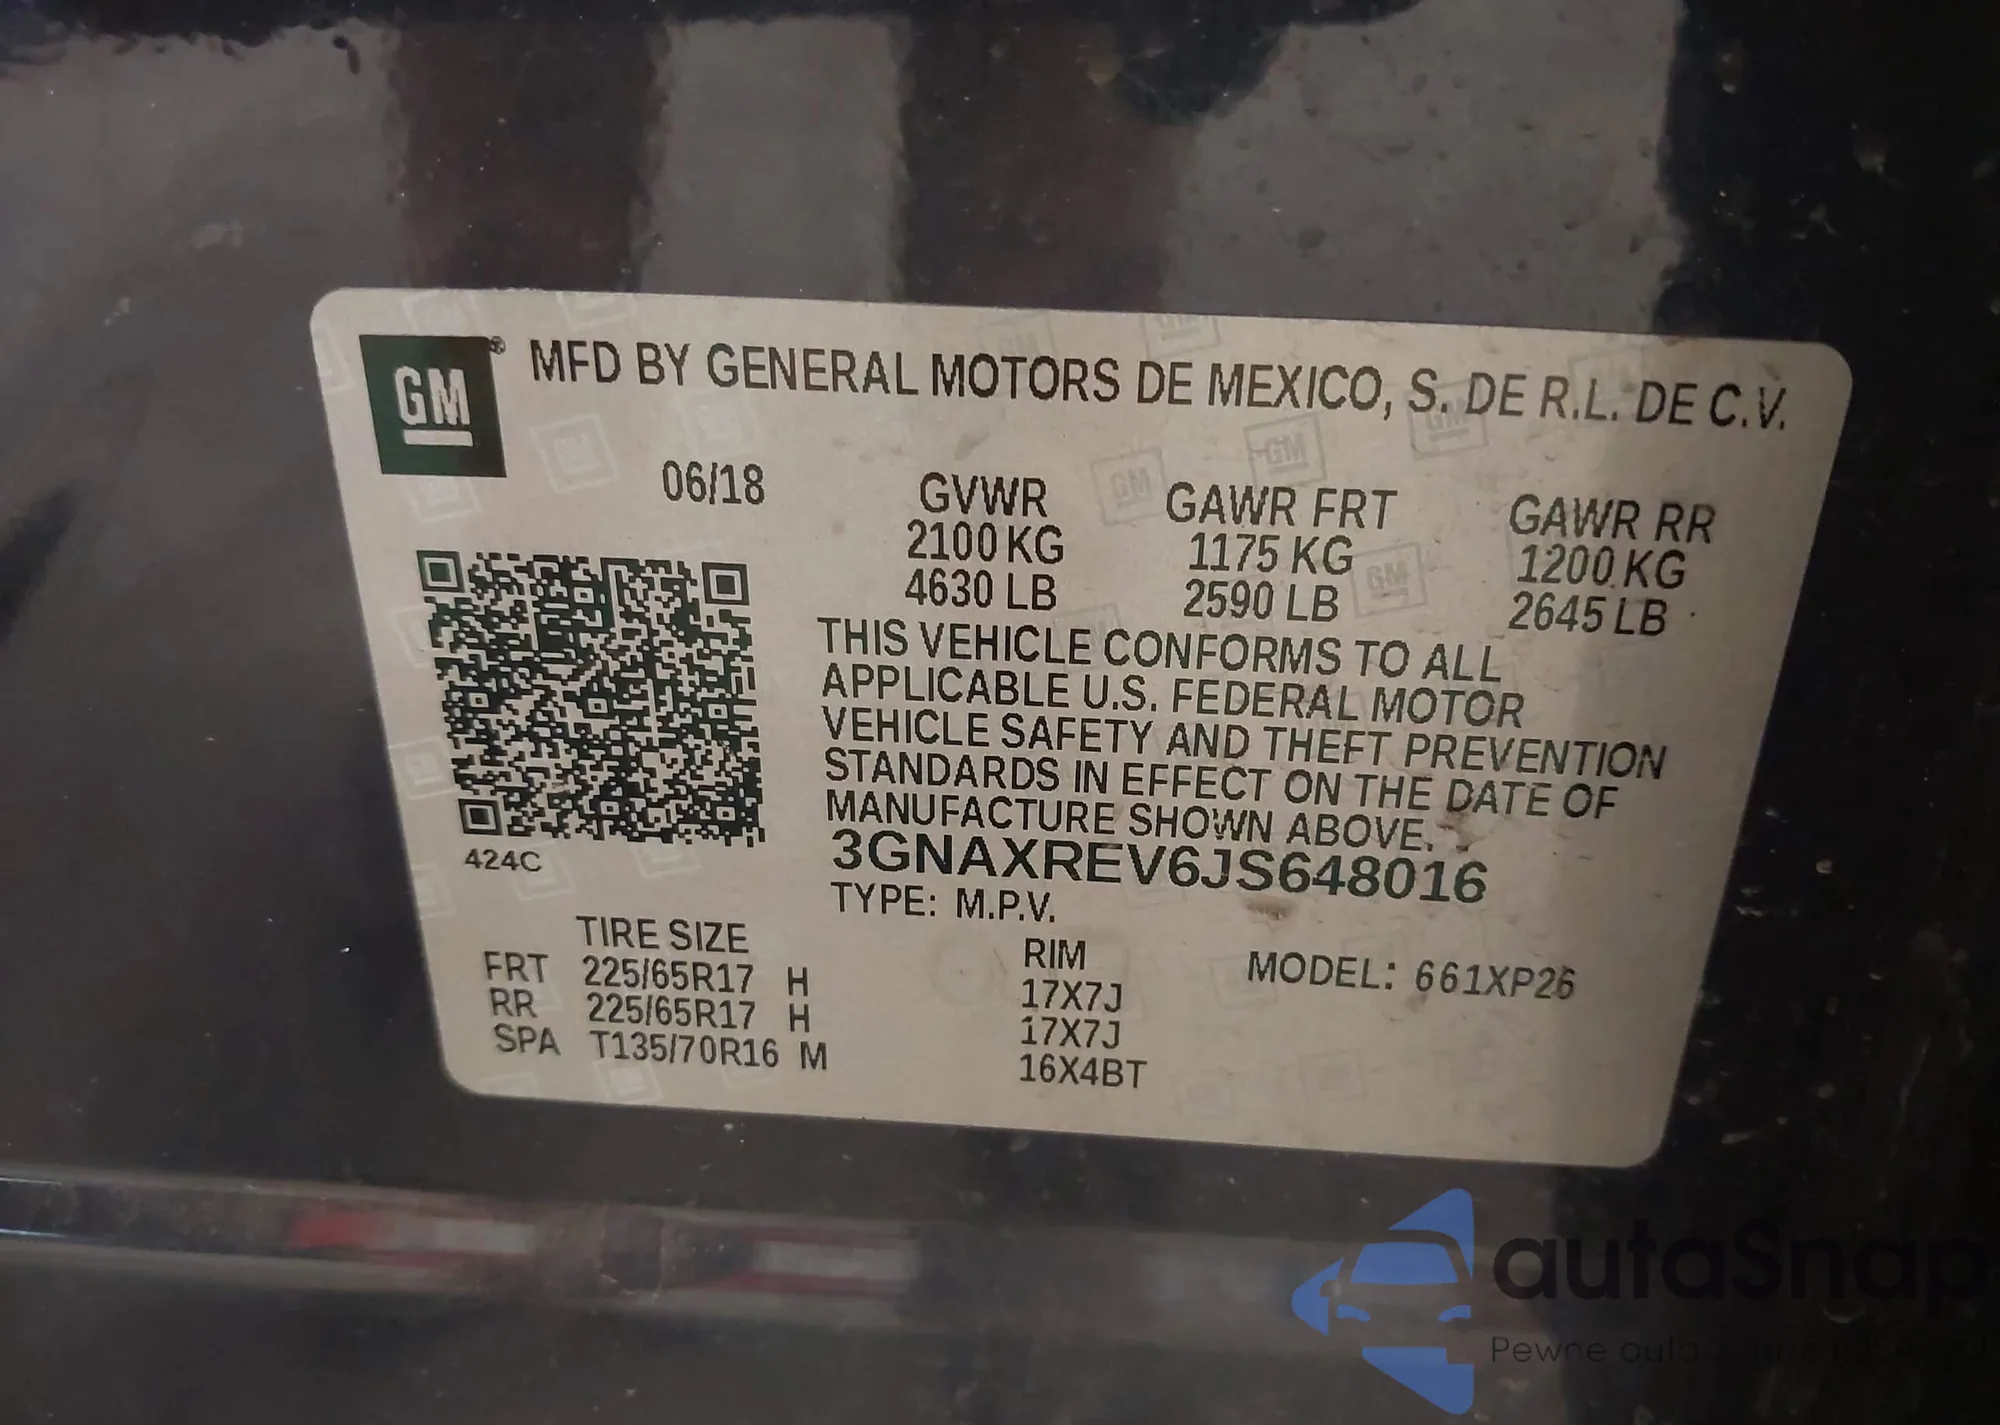 GM® MFD BY GENERAL MOTORS DE MEXICO, S. DE R.L. DE C.V.
06/18 GVWR GAWR FRT GAWR RR
2100 KG 1175 KG 1200 KG
4630 LB 2590 LB 2645 LB
THIS VEHICLE CONFORMS TO ALL
APPLICABLE U.S. FEDERAL MOTOR
VEHICLE SAFETY AND THEFT PREVENTION
STANDARDS IN EFFECT ON THE DATE OF
MANUFACTURE SHOWN ABOVE.
424C 3GNAXREV6JS648016
TYPE: M.P.V.
TIRE SIZE RIM MODEL: 661XP26
FRT 225/65R17 H 17X7J
RR 225/65R17 H 17X7J
SPA T135/70R16 M 16X4BT
autaSnap
Pewne auto